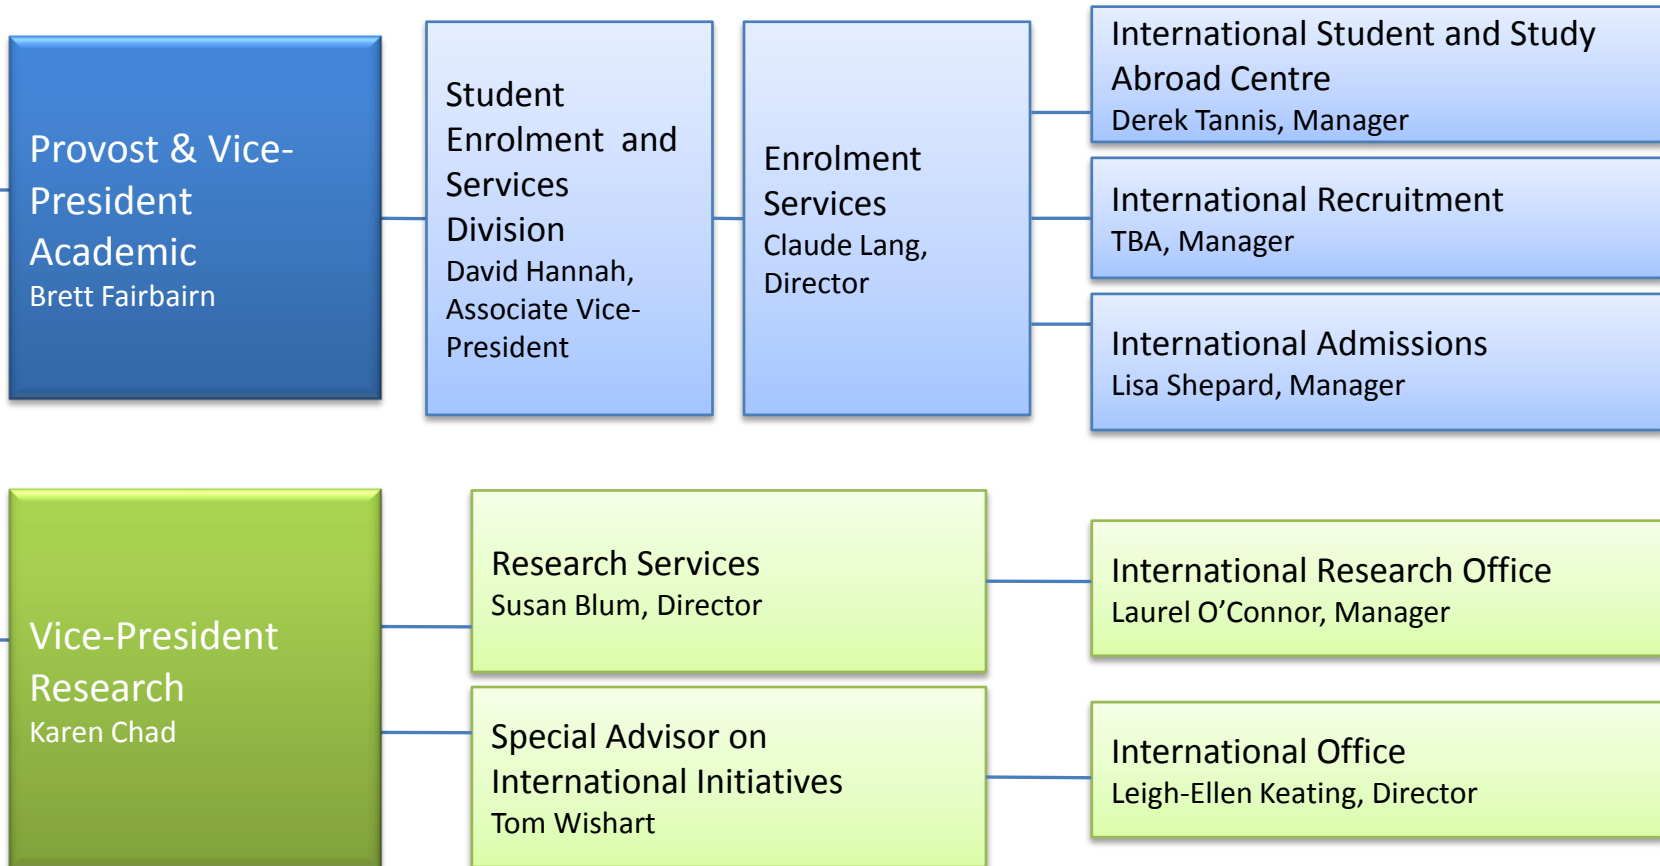 Provost & Vice-
President
Academic
Brett Fairbairn
Student
Enrolment and
Services
Division
David Hannah,
Associate Vice-
President
Enrolment
Services
Claude Lang,
Director
International Student and Study
Abroad Centre
Derek Tannis, Manager
International Recruitment
TBA, Manager
International Admissions
Lisa Shepard, Manager
Vice-President
Research
Karen Chad
Research Services
Susan Blum, Director
International Research Office
Laurel O’Connor, Manager
Special Advisor on
International Initiatives
Tom Wishart
International Office
Leigh-Ellen Keating, Director